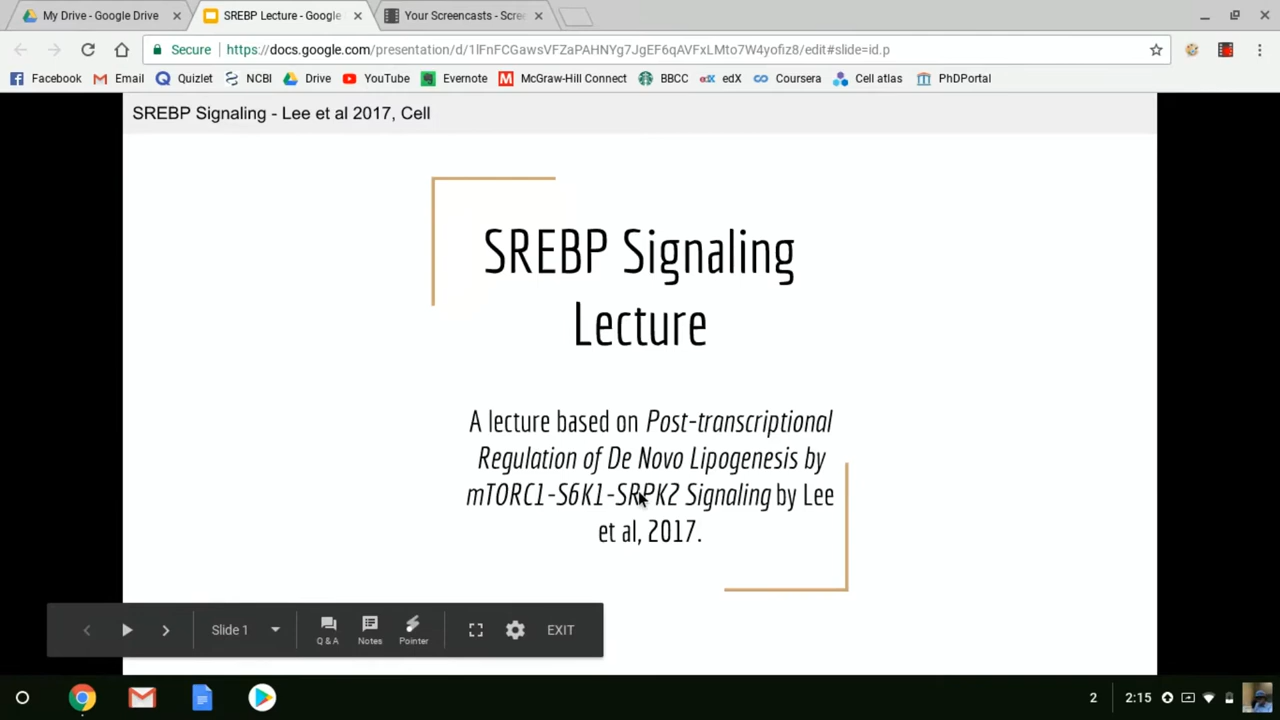 My Drive - Google Drive
SREBP Lecture - Google
Your Screencasts - Scre
Secure
https://docs.google.com/presentation/d/1lFnFCGawsVFZaPAHNYg7JgEF6qAVFxLMto7W4yofiz8/edit#slide=id.p
Facebook
Email
Quizlet
NCBI
Drive
YouTube
Evernote
McGraw-Hill Connect
BBCC
edX
Coursera
Cell atlas
PhDPortal
SREBP Signaling - Lee et al 2017, Cell
SREBP Signaling
Lecture
A lecture based on Post-transcriptional
Regulation of De Novo Lipogenesis by
mTORC1-S6K1-SRPK2 Signaling by Lee
et al, 2017.
Slide 1
Q & A
Notes
Pointer
EXIT
2
2:15